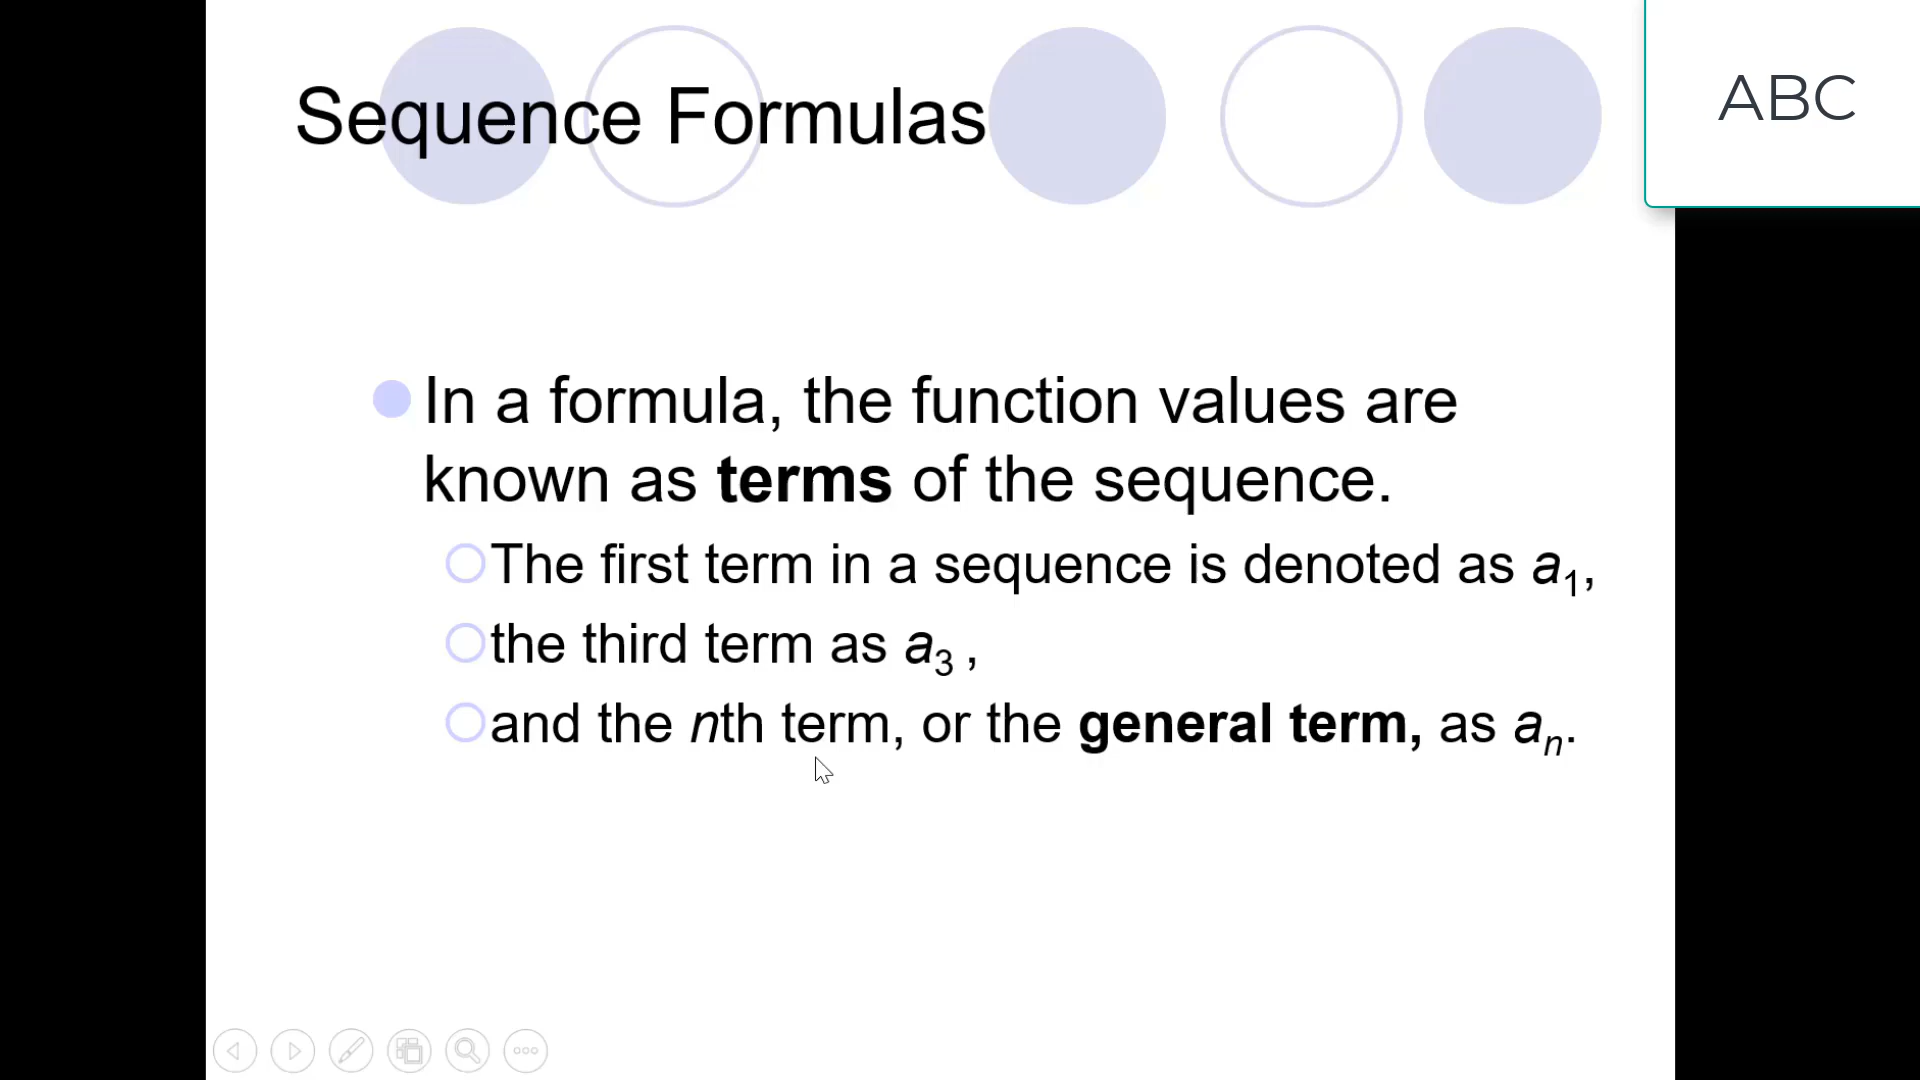 Sequence Formulas
ABC
In a formula, the function values are
known as terms of the sequence.
The first term in a sequence is denoted as a₁,
the third term as a₃ ,
and the nth term, or the general term, as aₙ.